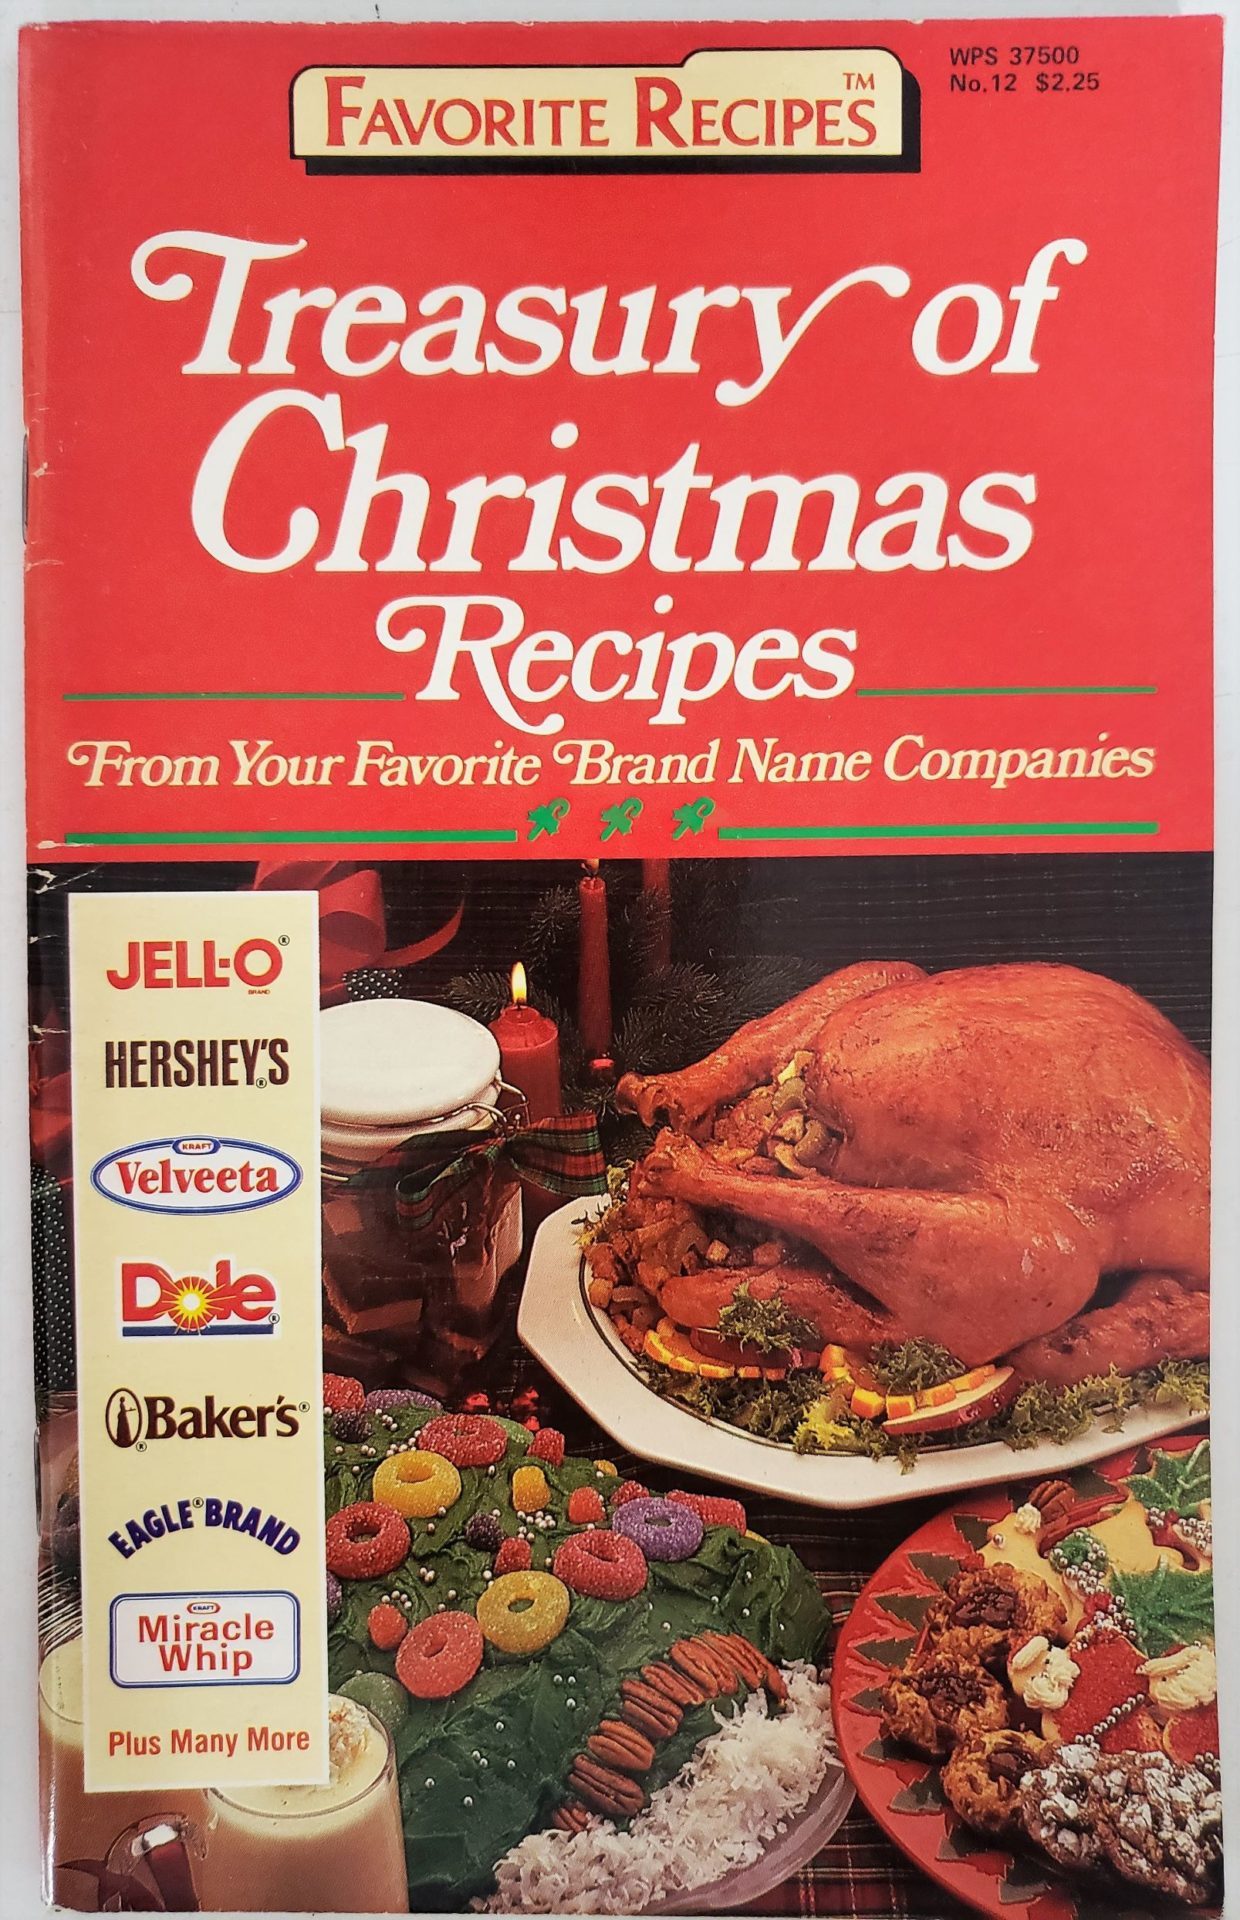 WPS 37500
No.12 $2.25
FAVORITE RECIPES™
Treasury of
Christmas
Recipes
From Your Favorite Brand Name Companies
JELL-O®
BRAND
HERSHEY'S®
KRAFT
Velveeta
Dole®
®Baker's®
EAGLE® BRAND
KRAFT
Miracle
Whip
Plus Many More